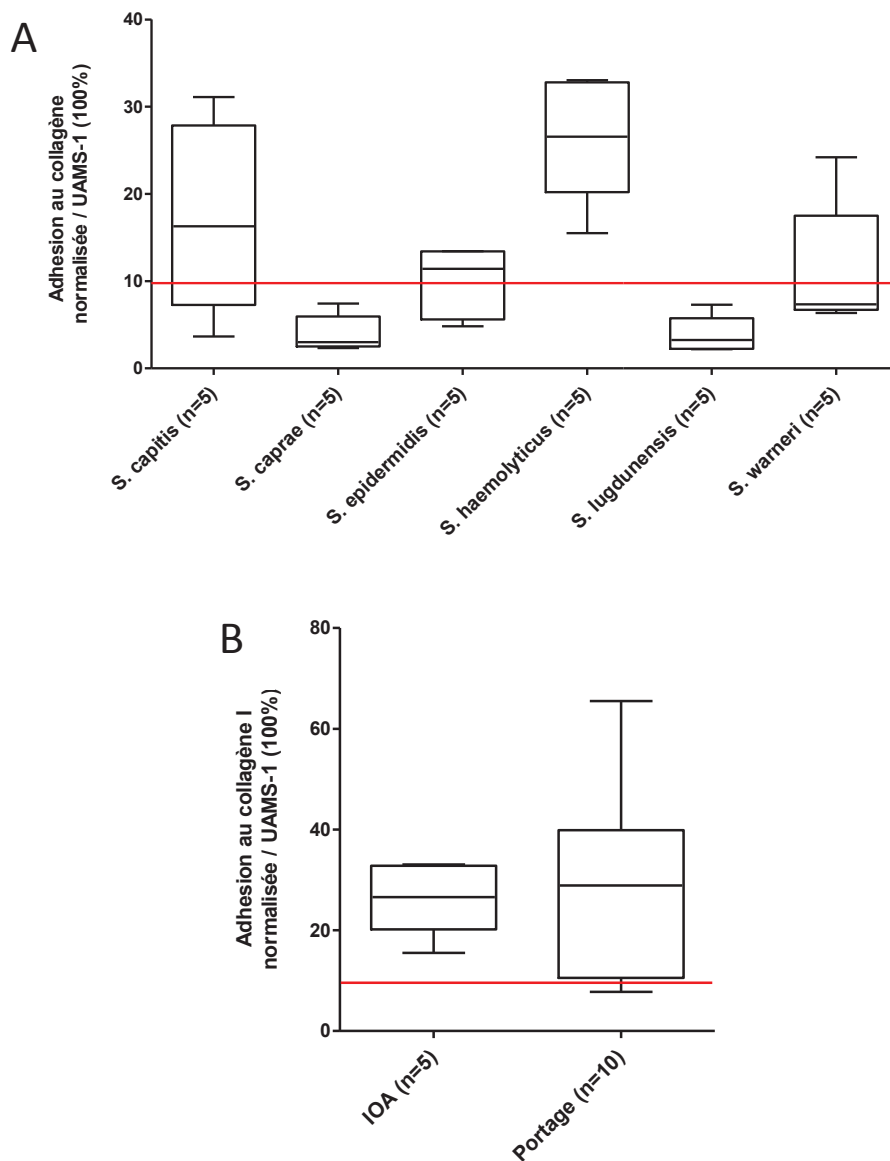 A
Adhesion au collagène
normalisée / UAMS-1 (100%)
40
30
20
10
0
S. capitis (n=5)
S. caprae (n=5)
S. epidermidis (n=5)
S. haemolyticus (n=5)
S. lugdunensis (n=5)
S. warneri (n=5)
B
Adhesion au collagène I
normalisée / UAMS-1 (100%)
80
60
40
20
0
IOA (n=5)
Portage (n=10)